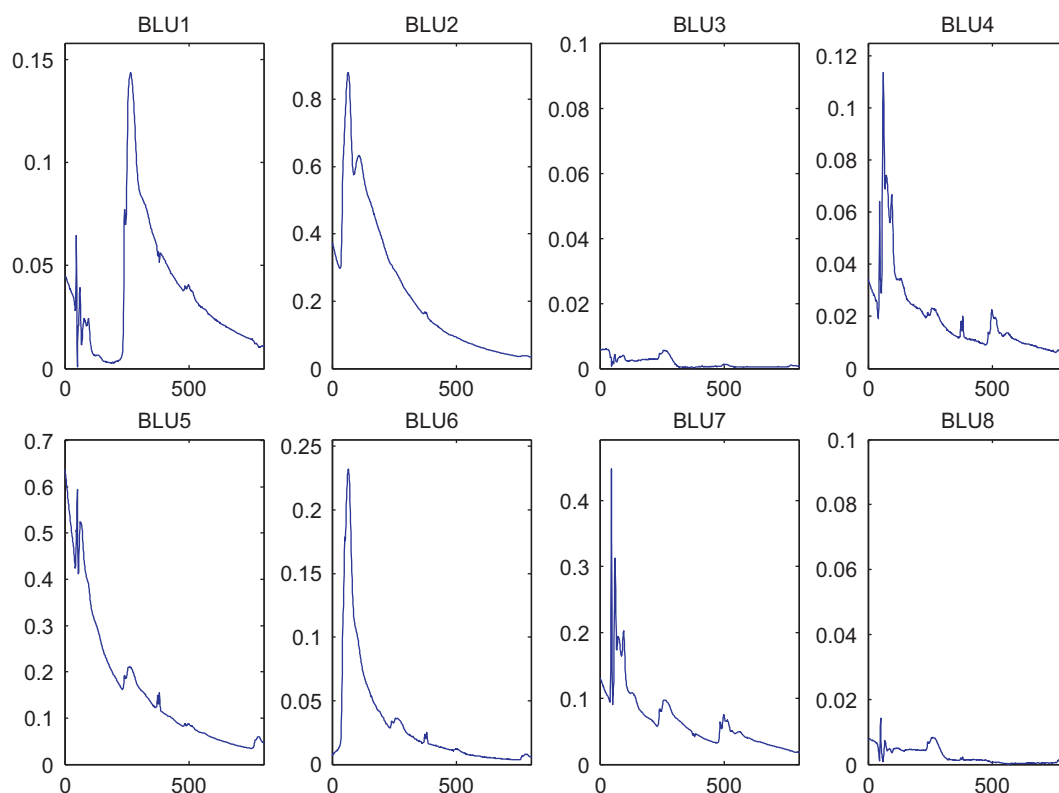 BLU1 BLU2 BLU3 BLU4
0.15 0.8 0.1 0.12
0.1 0.6 0.08 0.1
0.05 0.4 0.06 0.08
0 0.2 0.04 0.06
0 0.02 0.04
0 0.02
0
0 500 0 500 0 500 0 500
BLU5 BLU6 BLU7 BLU8
0.7 0.25 0.4 0.1
0.6 0.2 0.3 0.08
0.5 0.15 0.2 0.06
0.4 0.1 0.1 0.04
0.3 0.05 0 0.02
0.2 0 0
0.1
0
0 500 0 500 0 500 0 500